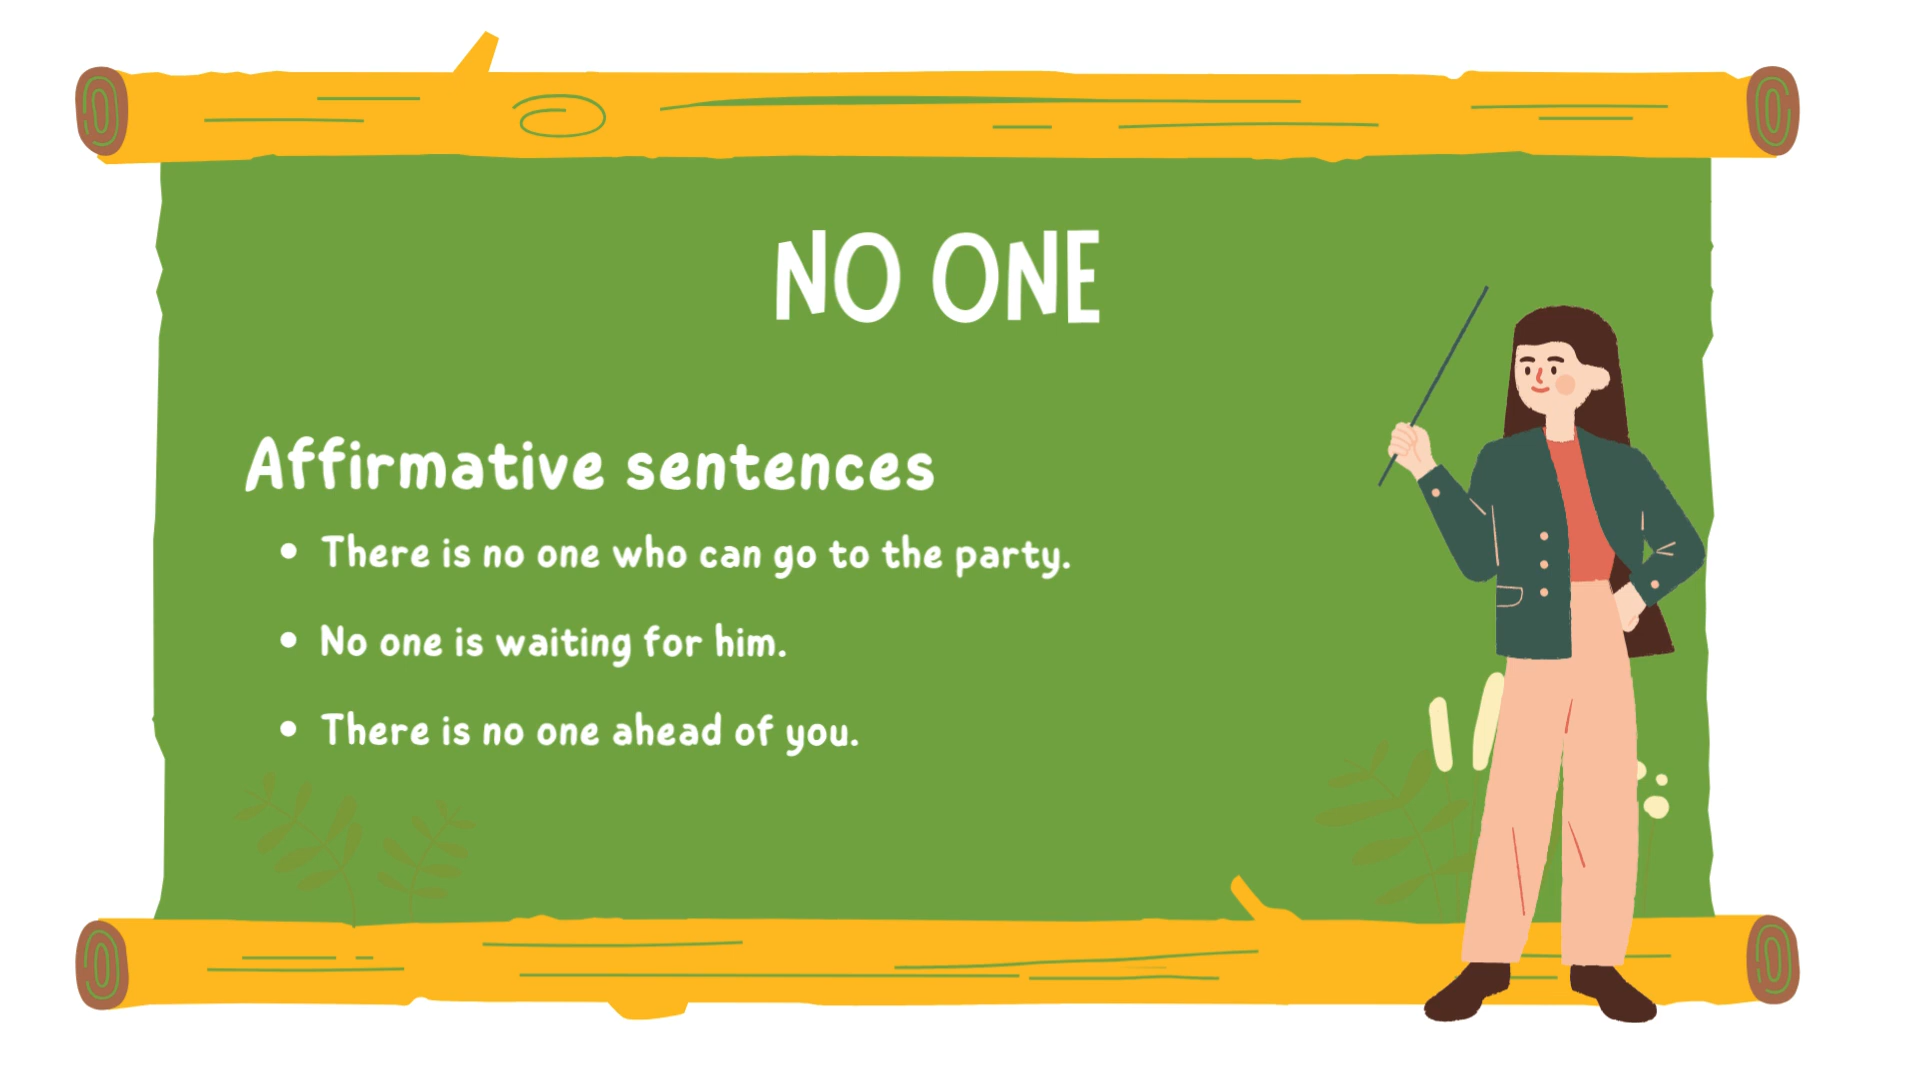 NO ONE
Affirmative sentences
• There is no one who can go to the party.
• No one is waiting for him.
• There is no one ahead of you.